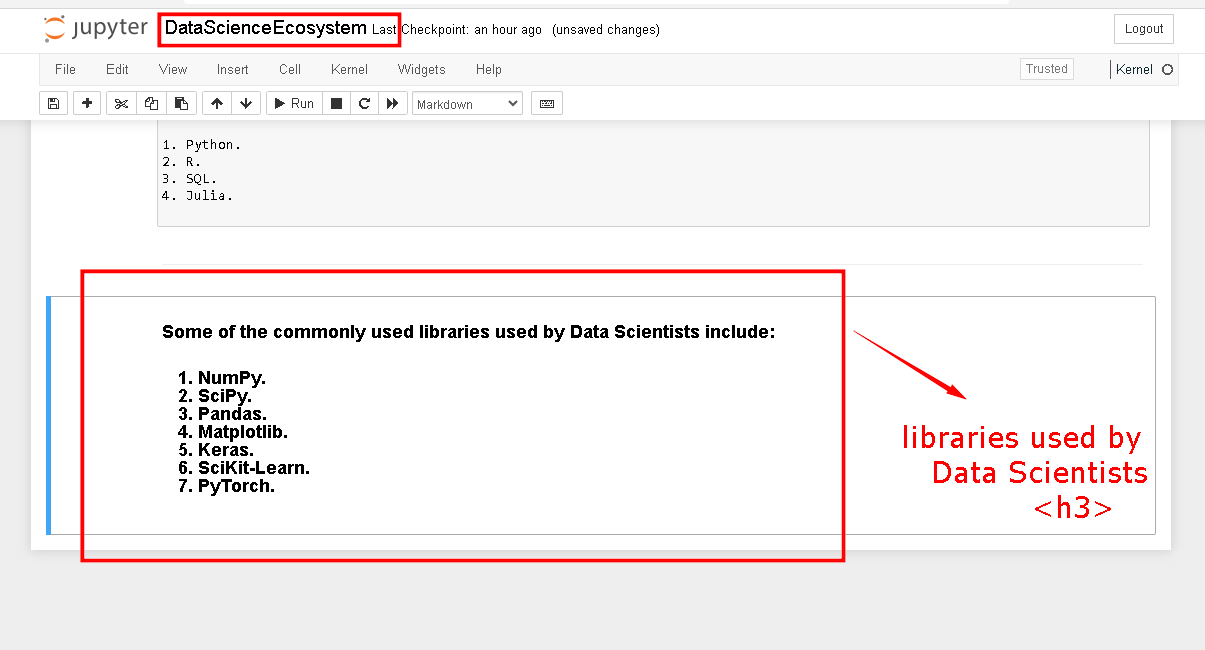 jupyter DataScienceEcosystem Last Checkpoint: an hour ago (unsaved changes) Logout
File Edit View Insert Cell Kernel Widgets Help Trusted Kernel
Run Markdown
1. Python.
2. R.
3. SQL.
4. Julia.
Some of the commonly used libraries used by Data Scientists include:
1. NumPy.
2. SciPy.
3. Pandas.
4. Matplotlib.
5. Keras.
6. SciKit-Learn.
7. PyTorch.
libraries used by
Data Scientists
<h3>